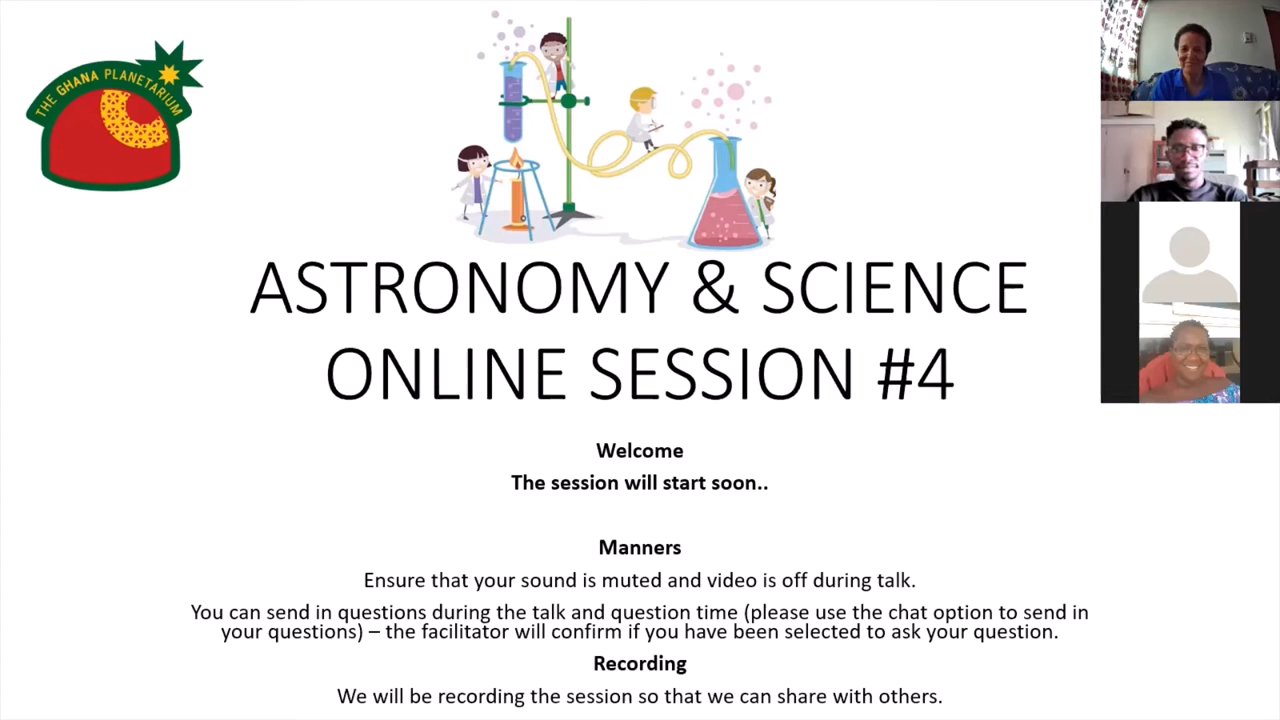 THE GHANA PLANETARIUM
ASTRONOMY & SCIENCE
ONLINE SESSION #4
Welcome
The session will start soon..
Manners
Ensure that your sound is muted and video is off during talk.
You can send in questions during the talk and question time (please use the chat option to send in
your questions) – the facilitator will confirm if you have been selected to ask your question.
Recording
We will be recording the session so that we can share with others.